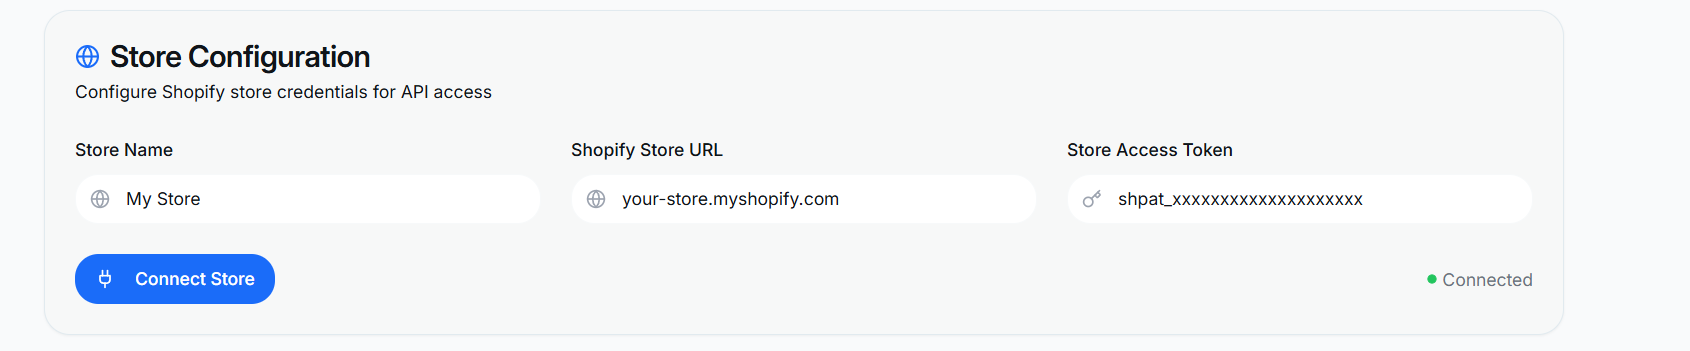 Store Configuration
Configure Shopify store credentials for API access
Store Name
Shopify Store URL
Store Access Token
My Store
your-store.myshopify.com
shpat_xxxxxxxxxxxxxxxxxxxx
Connect Store
Connected